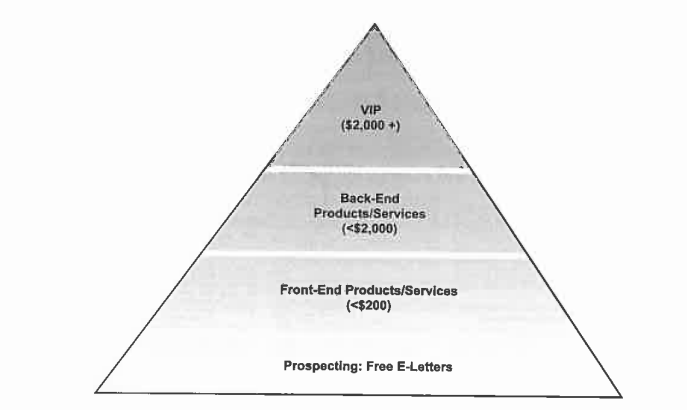 VIP
($2,000 +)
Back-End
Products/Services
(<$2,000)
Front-End Products/Services
(<$200)
Prospecting: Free E-Letters